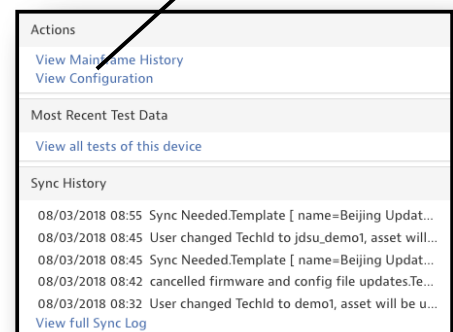 Actions
View Mainframe History
View Configuration
Most Recent Test Data
View all tests of this device
Sync History
08/03/2018 08:55 Sync Needed.Template [ name=Beijing Updat...
08/03/2018 08:45 User changed TechId to jdsu_demo1, asset will...
08/03/2018 08:45 Sync Needed.Template [ name=Beijing Updat...
08/03/2018 08:42 cancelled firmware and config file updates.Te...
08/03/2018 08:32 User changed TechId to demo1, asset will be u...
View full Sync Log